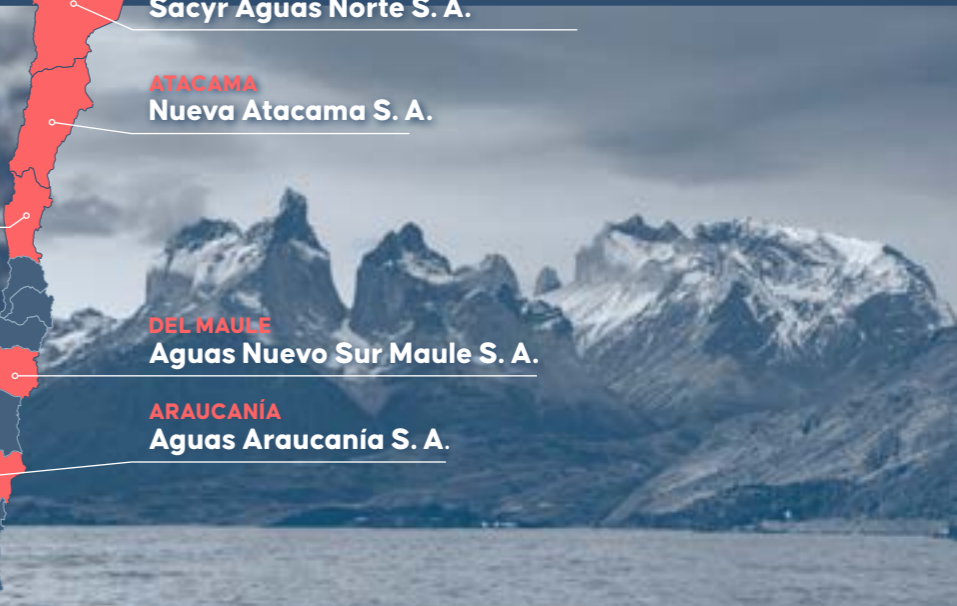 Sacyr Aguas Norte S. A.
ATACAMA
Nueva Atacama S. A.
DEL MAULE
Aguas Nuevo Sur Maule S. A.
ARAUCANÍA
Aguas Araucanía S. A.